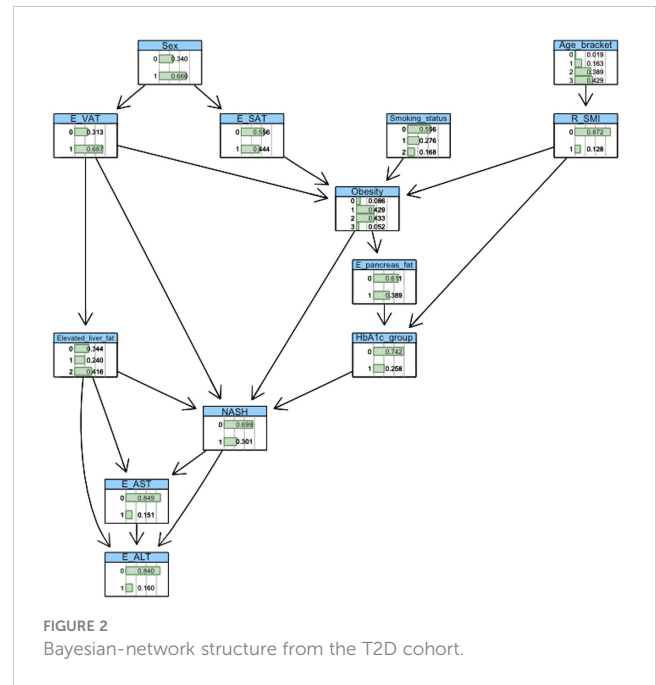 Sex
0 0.340
1 0.660
Age_bracket
0 0.019
1 0.163
2 0.389
3 0.429
E_VAT
0 0.313
1 0.687
E_SAT
0 0.556
1 0.444
Smoking_status
0 0.556
1 0.276
2 0.168
R_SMI
0 0.872
1 0.128
Obesity
0 0.086
1 0.429
2 0.433
3 0.052
E_pancreas_fat
0 0.611
1 0.389
Elevated_liver_fat
0 0.344
1 0.240
2 0.416
HbA1c_group
0 0.742
1 0.258
NASH
0 0.699
1 0.301
E_AST
0 0.849
1 0.151
E_ALT
0 0.840
1 0.160
FIGURE 2
Bayesian-network structure from the T2D cohort.